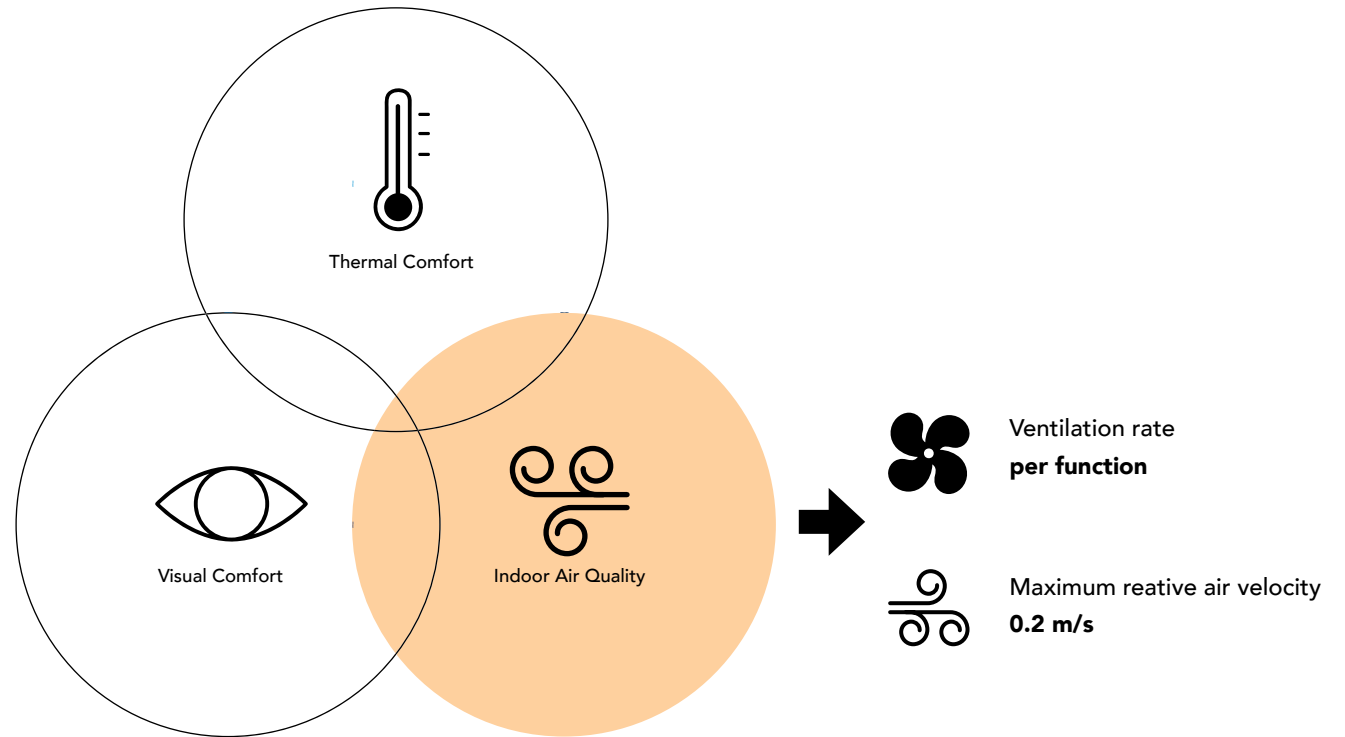 Thermal Comfort
Visual Comfort
Indoor Air Quality
Ventilation rate
per function
Maximum reative air velocity
0.2 m/s